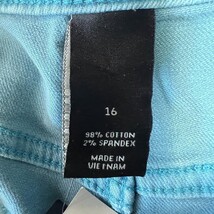 16
98% COTTON
2% SPANDEX
MADE IN
VIETNAM